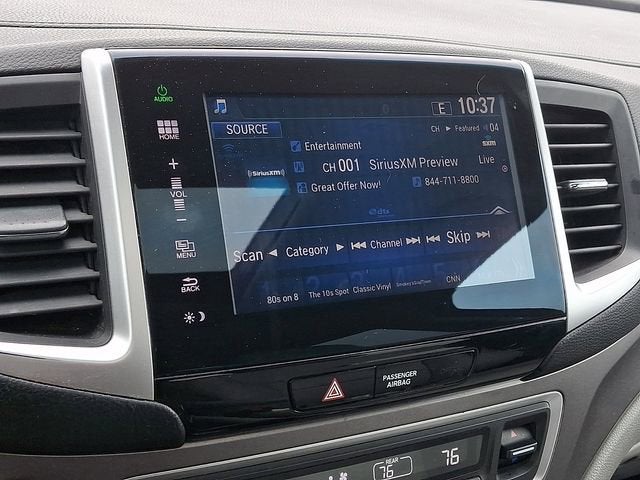 AUDIO
E 10:37
SOURCE
CH ▶ Featured 04
HOME
Entertainment
sxm
+
VOL
−
SiriusXM
CH 001 SiriusXM Preview Live
Great Offer Now! 844-711-8800
dts
MENU
Scan ◀ Category ▶ Channel Skip
BACK
80s on 8 The 10s Spot Classic Vinyl CNN
PASSENGER
AIRBAG
REAR
76
76